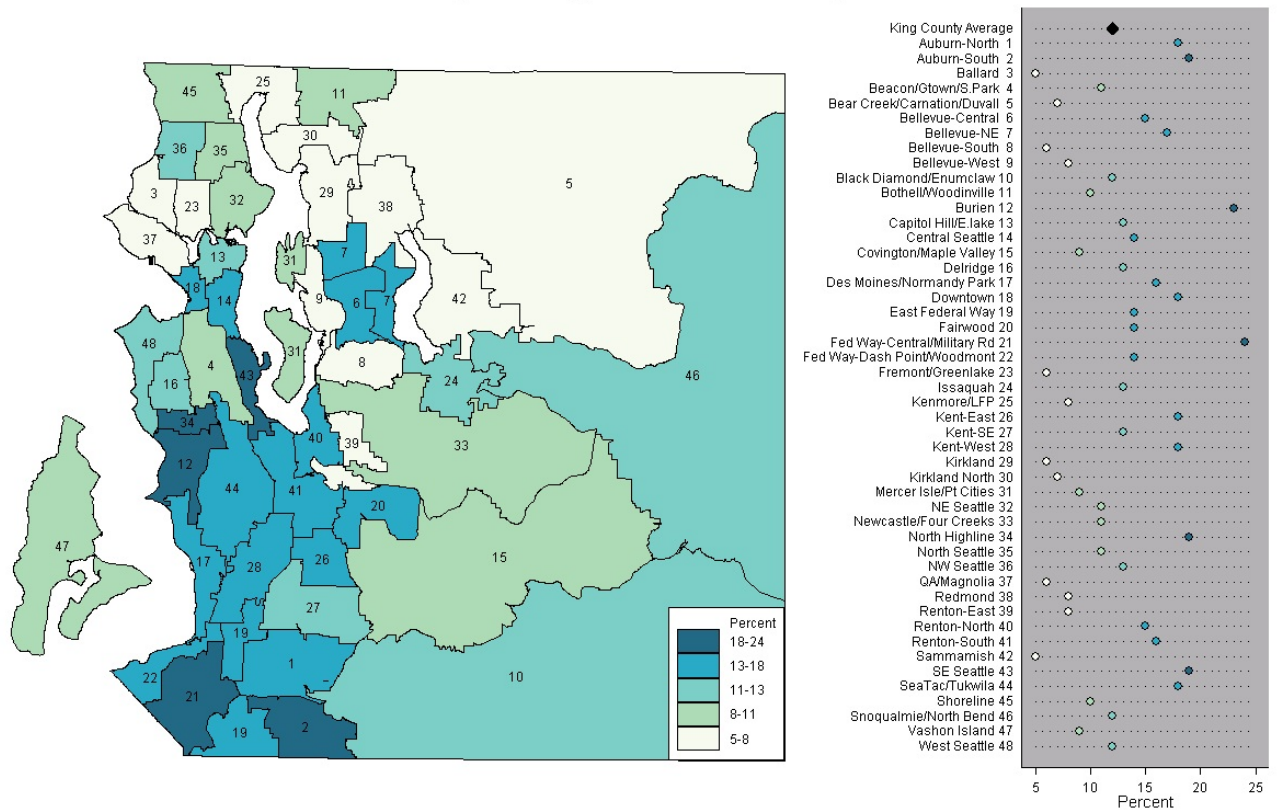 45
25
11
30
36
35
3
23
32
29
38
5
37
13
31
7
18
14
9
6
7
42
48
4
43
31
8
24
46
16
34
40
39
33
12
44
41
20
17
28
26
15
27
19
1
22
21
10
19
2
47
Percent
18-24
13-18
11-13
8-11
5-8
King County Average
Auburn-North 1
Auburn-South 2
Ballard 3
Beacon/Gtown/S.Park 4
Bear Creek/Carnation/Duvall 5
Bellevue-Central 6
Bellevue-NE 7
Bellevue-South 8
Bellevue-West 9
Black Diamond/Enumclaw 10
Bothell/Woodinville 11
Burien 12
Capitol Hill/E.lake 13
Central Seattle 14
Covington/Maple Valley 15
Delridge 16
Des Moines/Normandy Park 17
Downtown 18
East Federal Way 19
Fairwood 20
Fed Way-Central/Military Rd 21
Fed Way-Dash Point/Woodmont 22
Fremont/Greenlake 23
Issaquah 24
Kenmore/LFP 25
Kent-East 26
Kent-SE 27
Kent-West 28
Kirkland 29
Kirkland North 30
Mercer Isle/Pt Cities 31
NE Seattle 32
Newcastle/Four Creeks 33
North Highline 34
North Seattle 35
NW Seattle 36
QA/Magnolia 37
Redmond 38
Renton-East 39
Renton-North 40
Renton-South 41
Sammamish 42
SE Seattle 43
SeaTac/Tukwila 44
Shoreline 45
Snoqualmie/North Bend 46
Vashon Island 47
West Seattle 48
5 10 15 20 25
Percent